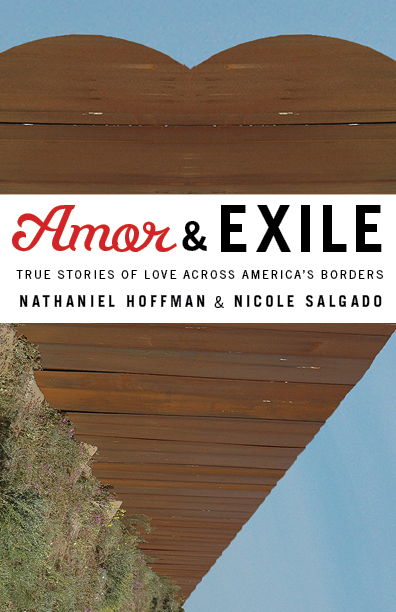 Amor & EXILE
TRUE STORIES OF LOVE ACROSS AMERICA'S BORDERS
NATHANIEL HOFFMAN & NICOLE SALGADO